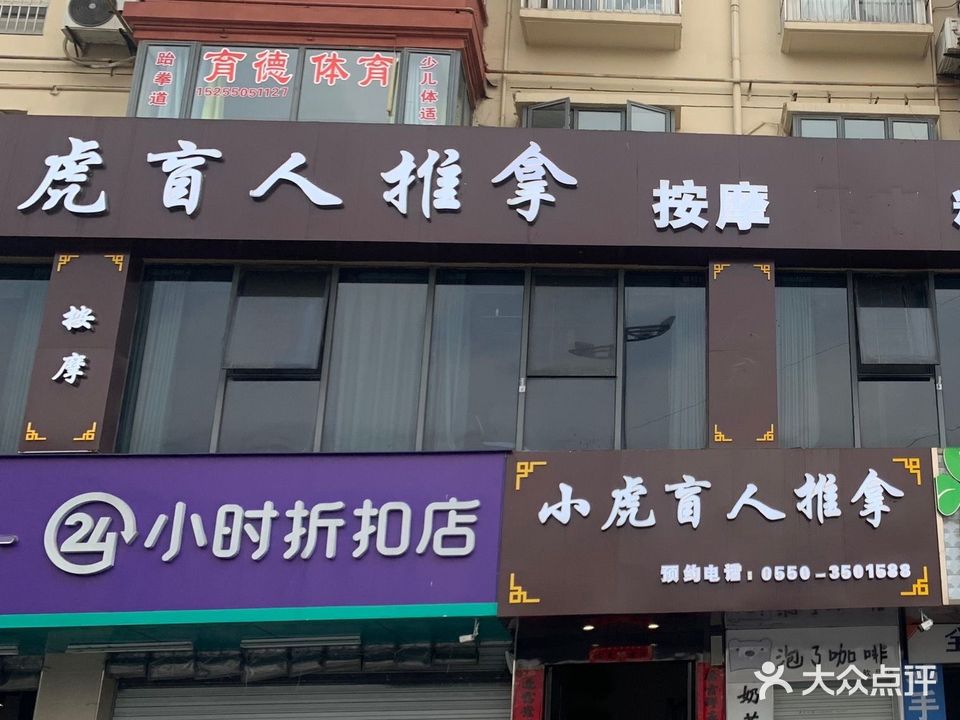 跆拳道
育德体育
15255051127
少儿体适
虎盲人推拿
按摩
按摩
24小时折扣店
小虎盲人推拿
预约电话：0550-3501588
泡了咖啡
大众点评